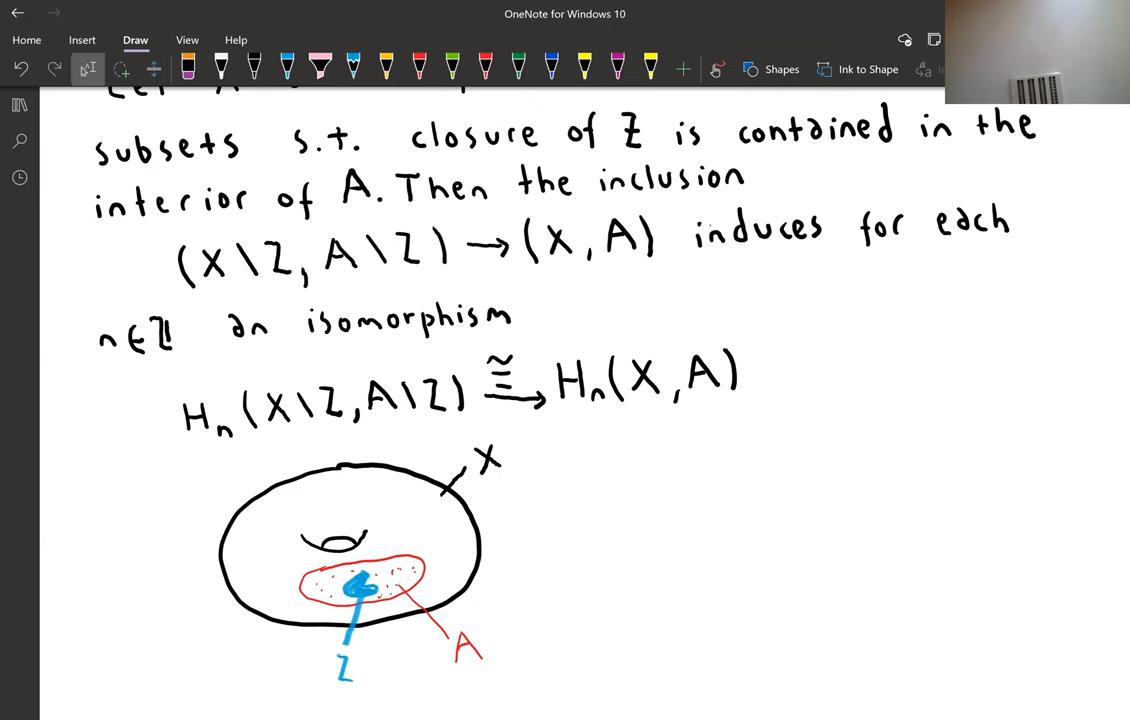 OneNote for Windows 10
Home Insert Draw View Help
Shapes Ink to Shape
subsets s.t. closure of Z is contained in the
interior of A. Then the inclusion
(X\Z, A\Z) → (X, A) induces for each
n∈ℤ an isomorphism
Hₙ(X\Z, A\Z) ≅→ Hₙ(X, A)
X
A
Z